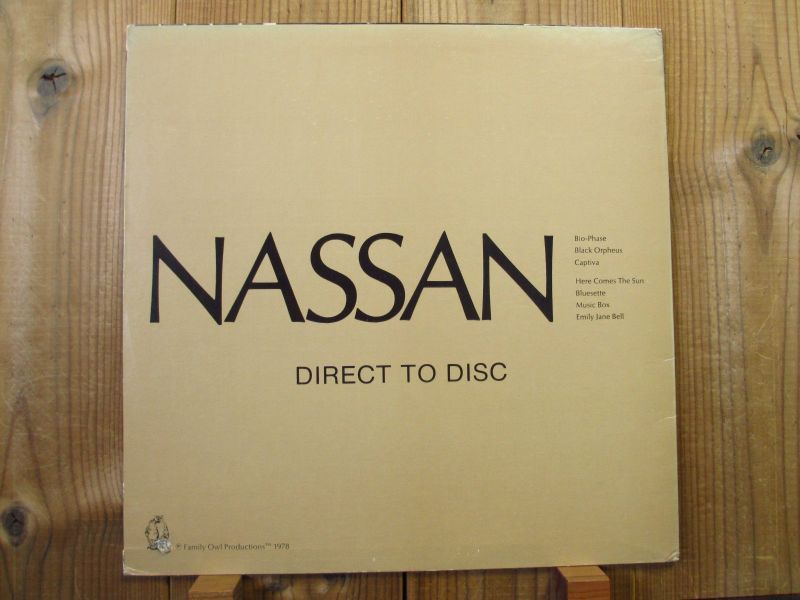 NASSAN
Bio-Phase
Black Orpheus
Captiva
Here Comes The Sun
Bluesette
Music Box
Emily Jane Bell
DIRECT TO DISC
℗ Family Owl Productions™ 1978